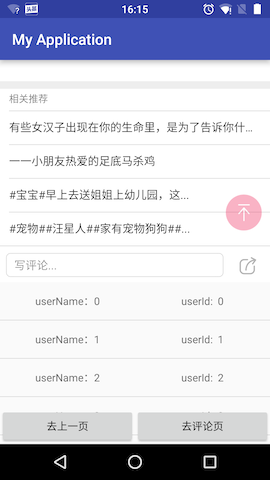 头条
16:15
My Application
相关推荐
有些女汉子出现在你的生命里，是为了告诉你什...
一一小朋友热爱的足底马杀鸡
#宝宝#早上去送姐姐上幼儿园，这...
#宠物##汪星人##家有宠物狗狗##...
写评论...
userName：0 userId：0
userName：1 userId：1
userName：2 userId：2
去上一页 去评论页